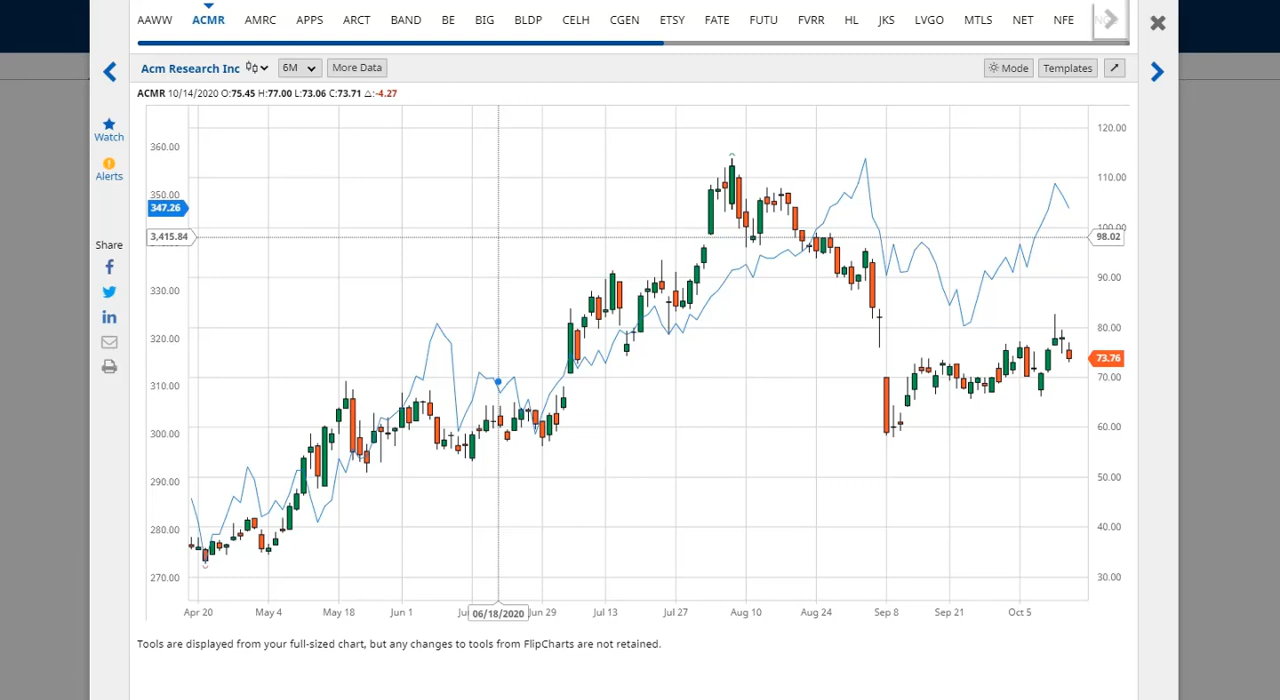 AAWW ACMR AMRC APPS ARCT BAND BE BIG BLDP CELH CGEN ETSY FATE FUTU FVRR HL JKS LVGO MTLS NET NFE
Acm Research Inc 6M More Data Mode Templates
ACMR 10/14/2020 O:75.45 H:77.00 L:73.06 C:73.71 △:-4.27
Watch
Alerts
Share
360.00
350.00
347.26
3,415.84
330.00
320.00
310.00
300.00
290.00
280.00
270.00
120.00
110.00
100.00
98.02
90.00
80.00
73.76
70.00
60.00
50.00
40.00
30.00
Apr 20 May 4 May 18 Jun 1 06/18/2020 Jun 29 Jul 13 Jul 27 Aug 10 Aug 24 Sep 8 Sep 21 Oct 5
Tools are displayed from your full-sized chart, but any changes to tools from FlipCharts are not retained.